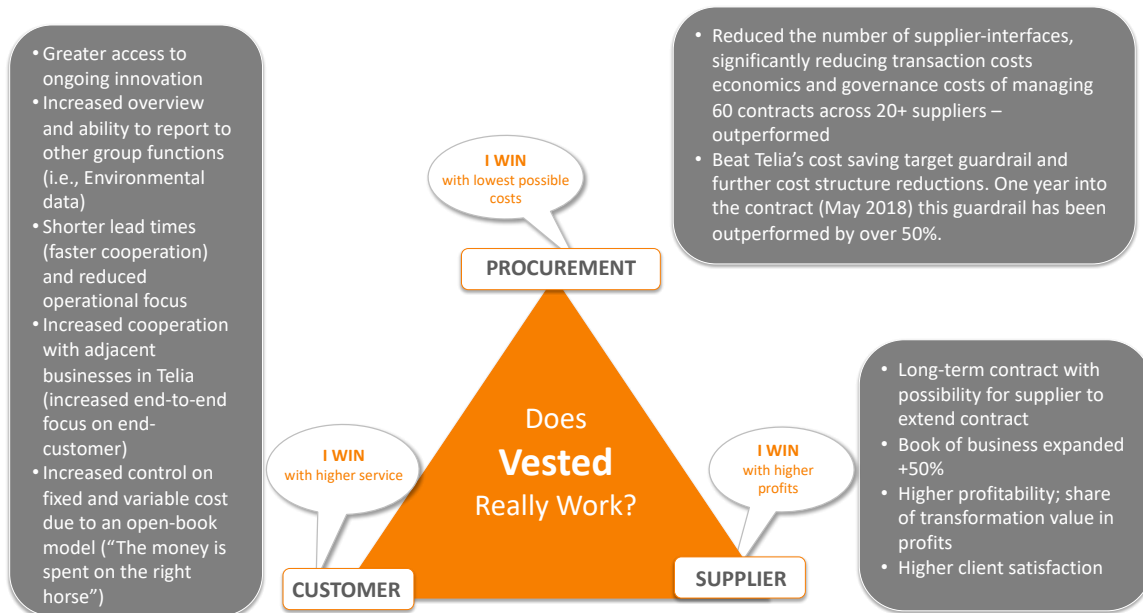 • Greater access to
ongoing innovation
• Increased overview
and ability to report to
other group functions
(i.e., Environmental
data)
• Shorter lead times
(faster cooperation)
and reduced
operational focus
• Increased cooperation
with adjacent
businesses in Telia
(increased end-to-end
focus on end-
customer)
• Increased control on
fixed and variable cost
due to an open-book
model (“The money is
spent on the right
horse”)
• Reduced the number of supplier-interfaces,
significantly reducing transaction costs
economics and governance costs of managing
60 contracts across 20+ suppliers –
outperformed
• Beat Telia’s cost saving target guardrail and
further cost structure reductions. One year into
the contract (May 2018) this guardrail has been
outperformed by over 50%.
I WIN
with lowest possible
costs
PROCUREMENT
Does
Vested
Really Work?
I WIN
with higher service
CUSTOMER
I WIN
with higher
profits
SUPPLIER
• Long-term contract with
possibility for supplier to
extend contract
• Book of business expanded
+50%
• Higher profitability; share
of transformation value in
profits
• Higher client satisfaction